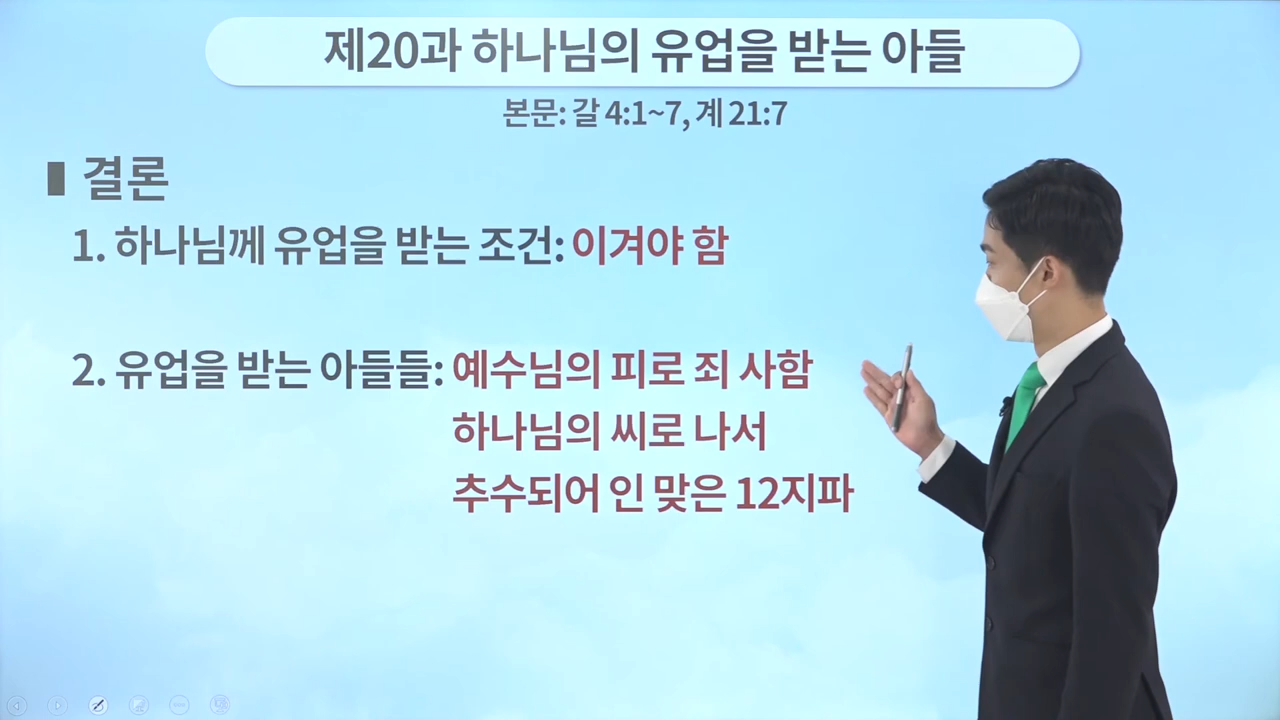 제20과 하나님의 유업을 받는 아들
본문: 갈 4:1~7, 계 21:7
결론
1. 하나님께 유업을 받는 조건: 이겨야 함
2. 유업을 받는 아들들: 예수님의 피로 죄 사함
하나님의 씨로 나서
추수되어 인 맞은 12지파